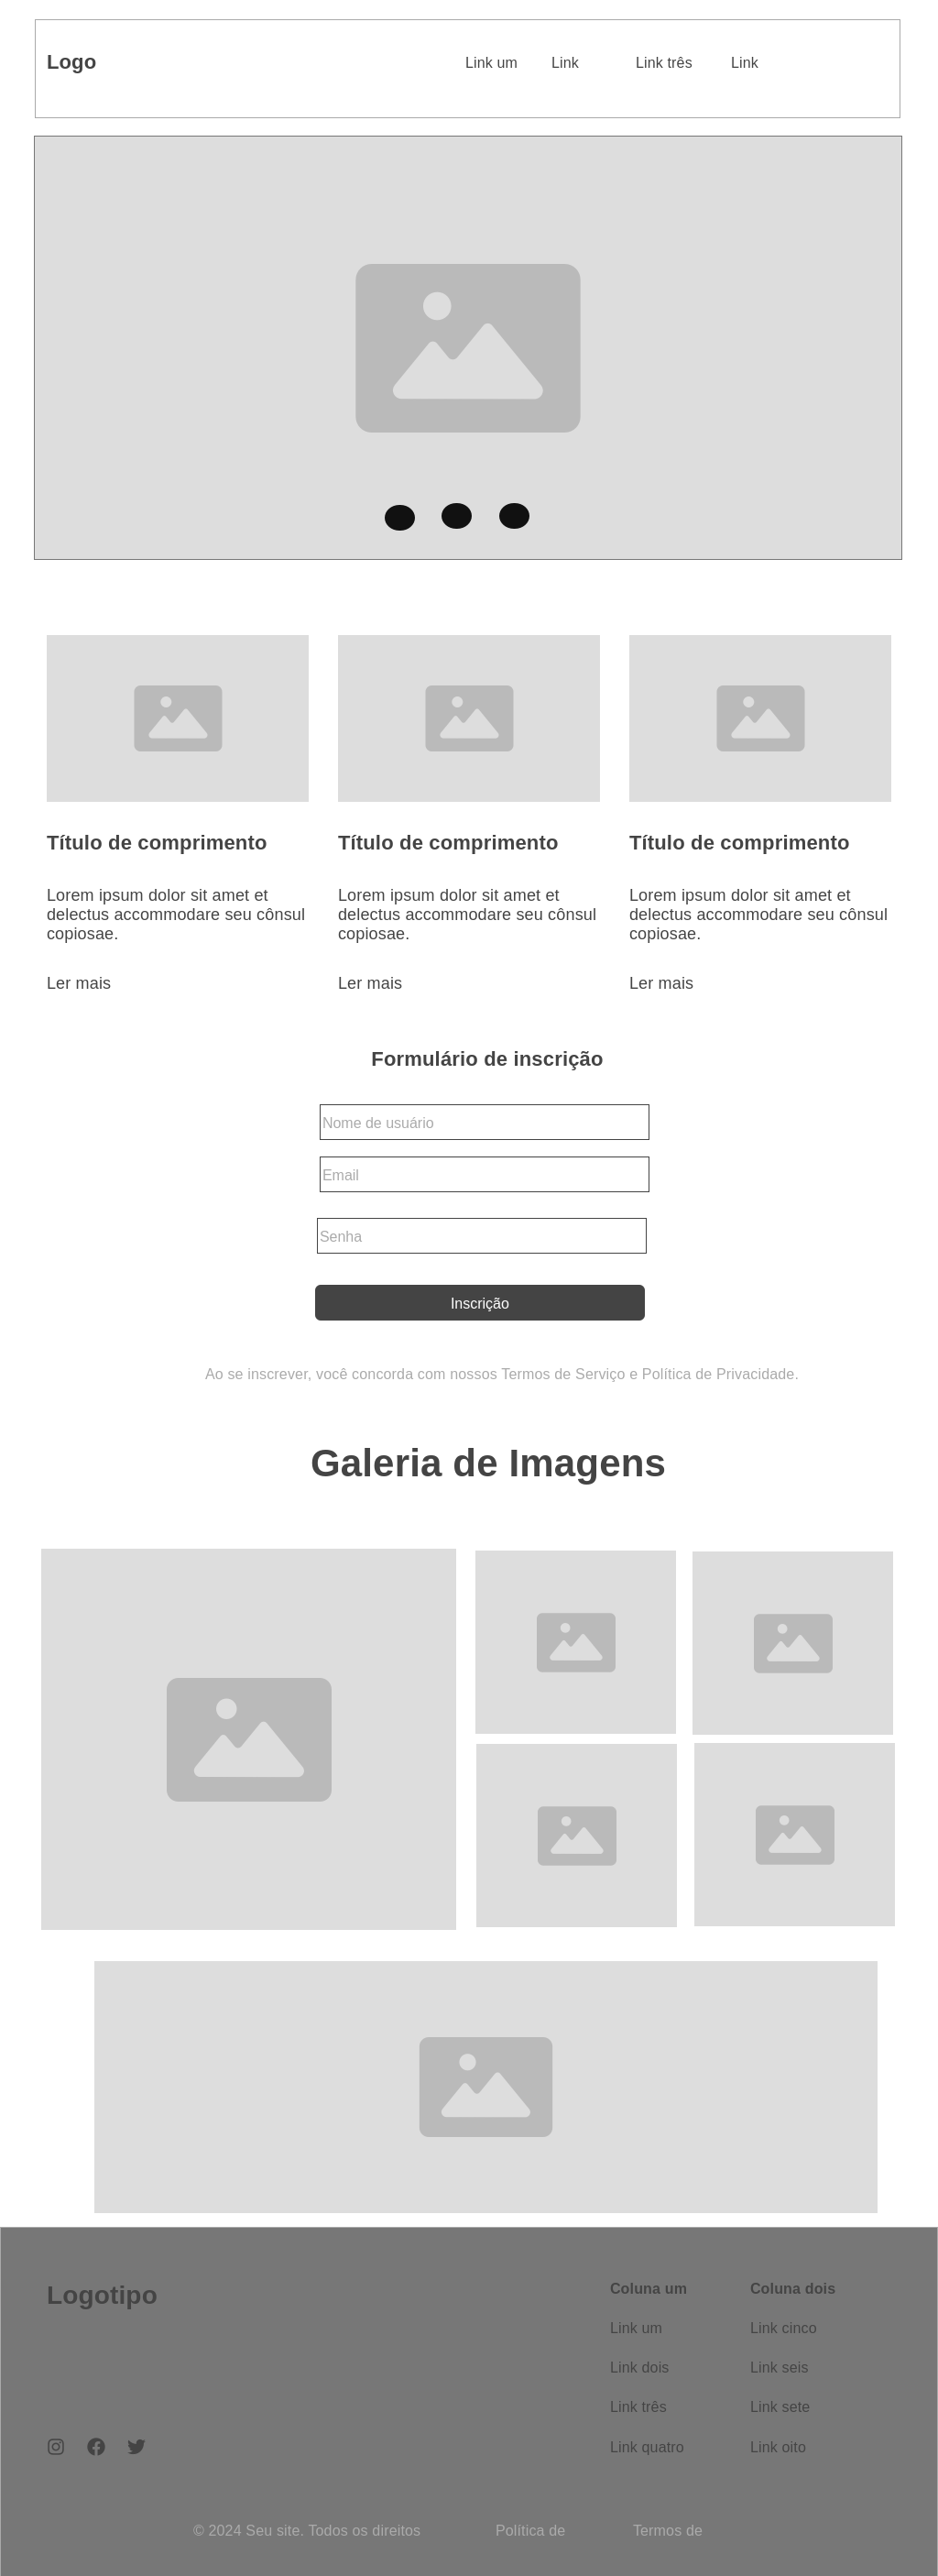 Logo
Link um
Link
Link três
Link
Título de comprimento
Lorem ipsum dolor sit amet et
delectus accommodare seu cônsul
copiosae.
Ler mais
Título de comprimento
Lorem ipsum dolor sit amet et
delectus accommodare seu cônsul
copiosae.
Ler mais
Título de comprimento
Lorem ipsum dolor sit amet et
delectus accommodare seu cônsul
copiosae.
Ler mais
Formulário de inscrição
Nome de usuário
Email
Senha
Inscrição
Ao se inscrever, você concorda com nossos Termos de Serviço e Política de Privacidade.
Galeria de Imagens
Logotipo
Coluna um
Link um
Link dois
Link três
Link quatro
Coluna dois
Link cinco
Link seis
Link sete
Link oito
© 2024 Seu site. Todos os direitos
Política de
Termos de